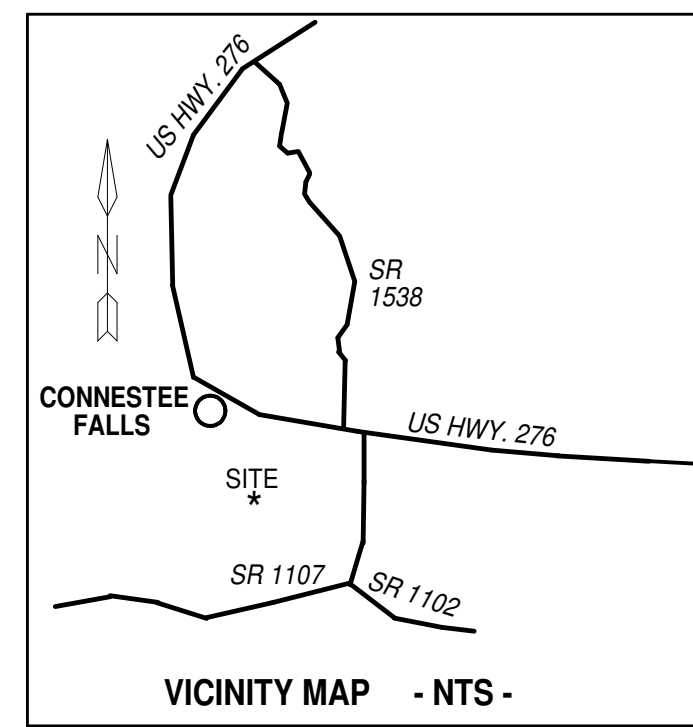 US HWY. 276
N
SR
1538
CONNESTEE
FALLS
US HWY. 276
SITE
*
SR 1107
SR 1102
VICINITY MAP - NTS -